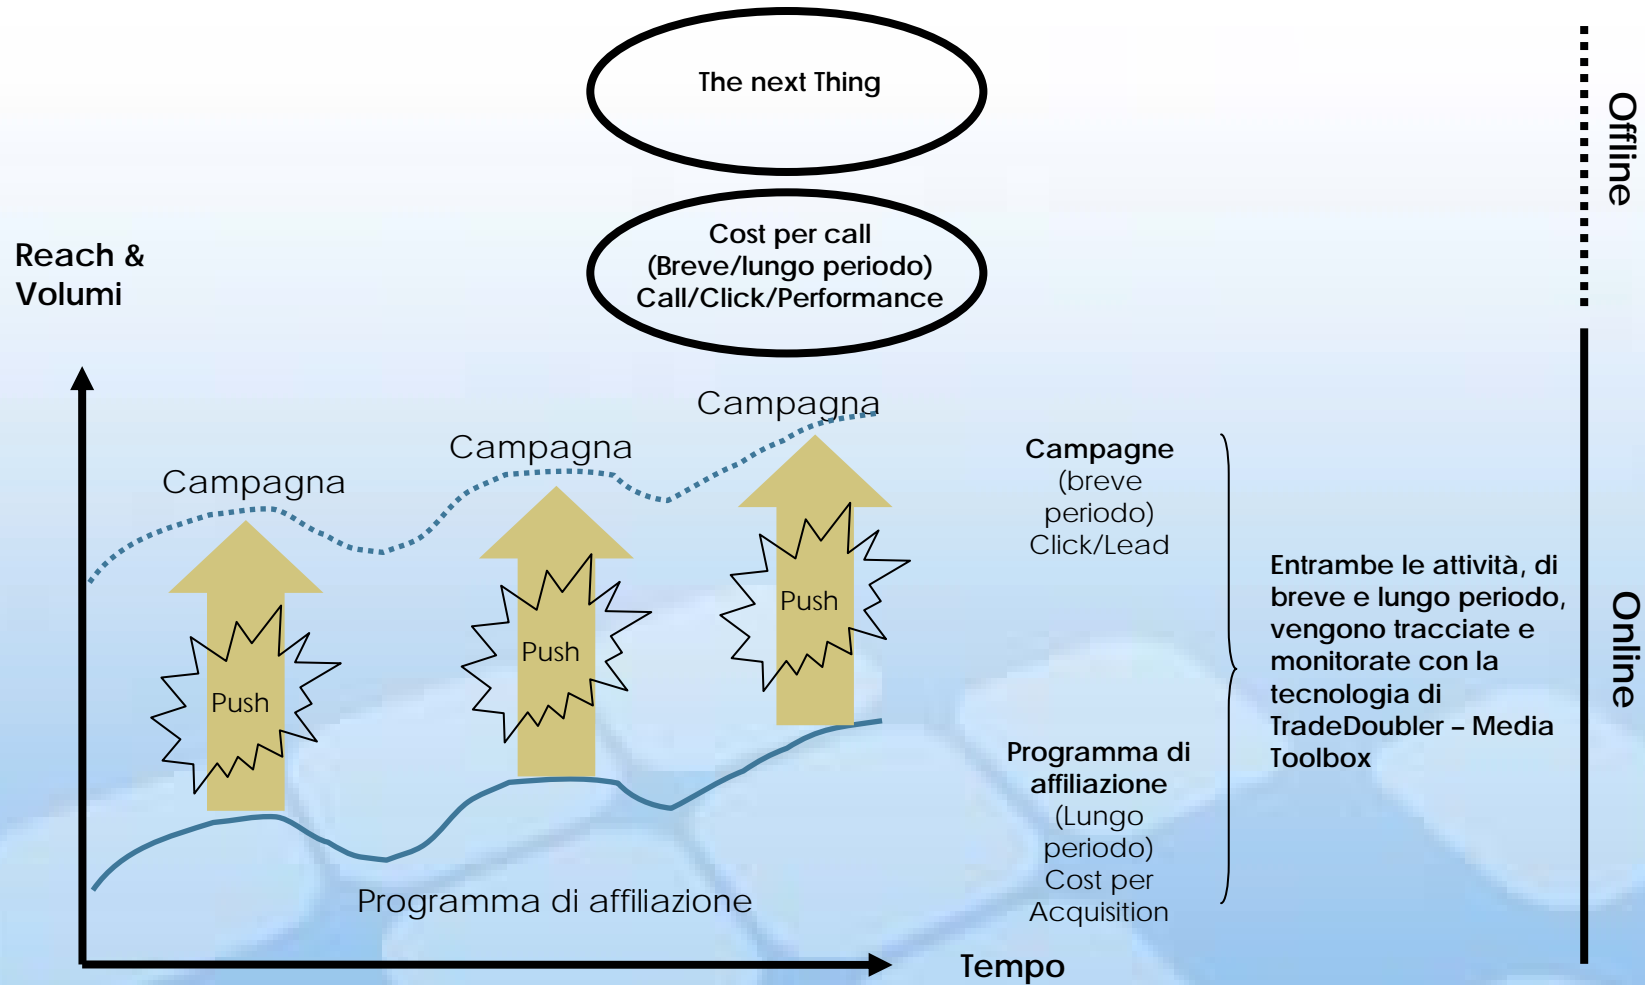 The next Thing
Cost per call
(Breve/lungo periodo)
Call/Click/Performance
Offline
Reach &
Volumi
Campagna
Campagna
Campagna
Push
Push
Push
Campagne
(breve
periodo)
Click/Lead
Entrambe le attività, di
breve e lungo periodo,
vengono tracciate e
monitorate con la
tecnologia di
TradeDoubler – Media
Toolbox
Online
Programma di
affiliazione
(Lungo
periodo)
Cost per
Acquisition
Programma di affiliazione
Tempo